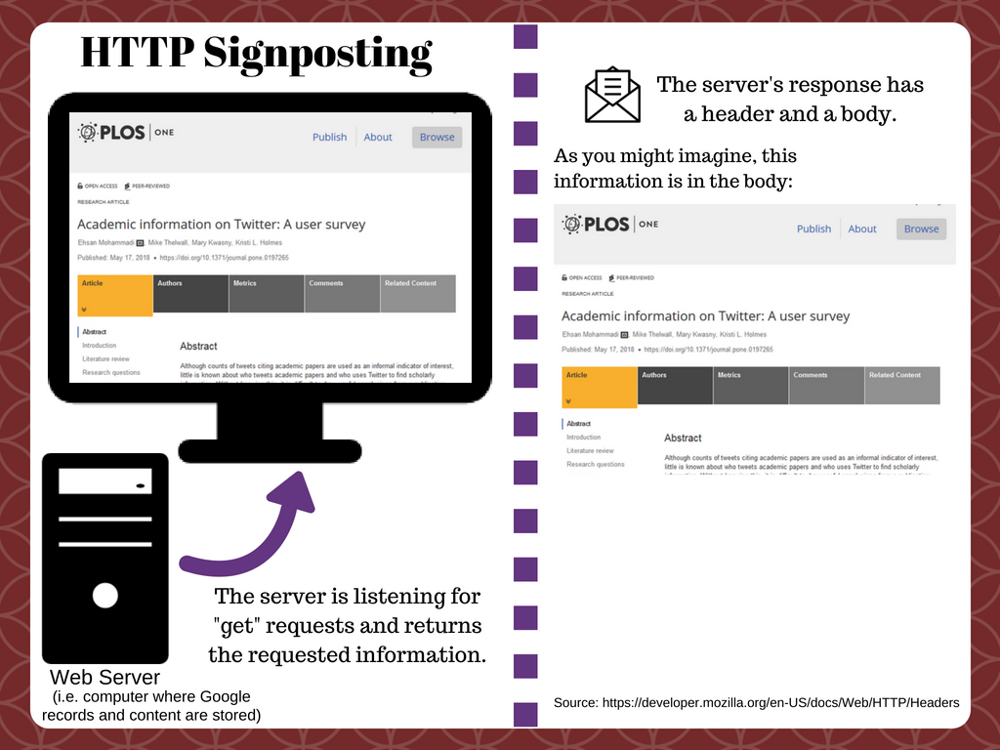 HTTP Signposting
PLOS ONE
Publish About Browse
OPEN ACCESS PEER-REVIEWED
RESEARCH ARTICLE
Academic information on Twitter: A user survey
Ehsan Mohammadi, Mike Thelwall, Mary Kwasny, Kristi L. Holmes
Published: May 17, 2018 • https://doi.org/10.1371/journal.pone.0197265
Article Authors Metrics Comments Related Content
Abstract
Introduction
Literature review
Research questions
Abstract
Although counts of tweets citing academic papers are used as an informal indicator of interest,
little is known about who tweets academic papers and who uses Twitter to find scholarly
The server is listening for
"get" requests and returns
the requested information.
Web Server
(i.e. computer where Google
records and content are stored)
The server's response has
a header and a body.
As you might imagine, this
information is in the body:
PLOS ONE
Publish About Browse
OPEN ACCESS PEER-REVIEWED
RESEARCH ARTICLE
Academic information on Twitter: A user survey
Ehsan Mohammadi, Mike Thelwall, Mary Kwasny, Kristi L. Holmes
Published: May 17, 2018 • https://doi.org/10.1371/journal.pone.0197265
Article Authors Metrics Comments Related Content
Abstract
Introduction
Literature review
Research questions
Abstract
Although counts of tweets citing academic papers are used as an informal indicator of interest,
little is known about who tweets academic papers and who uses Twitter to find scholarly
Source: https://developer.mozilla.org/en-US/docs/Web/HTTP/Headers